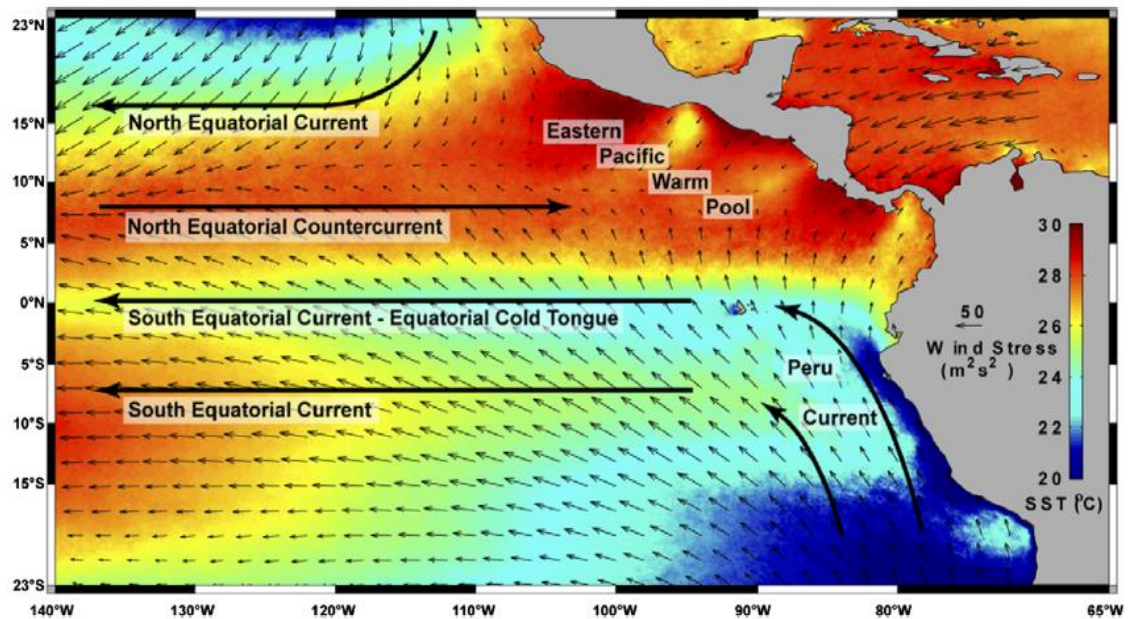 23°N
15°N
10°N
5°N
0°N
5°S
10°S
15°S
23°S
North Equatorial Current
Eastern
Pacific
Warm
Pool
North Equatorial Countercurrent
South Equatorial Current - Equatorial Cold Tongue
South Equatorial Current
Peru
Current
50
Wind Stress
(m²s²)
30
28
26
24
22
20
SST (°C)
140°W
130°W
120°W
110°W
100°W
90°W
80°W
65°W